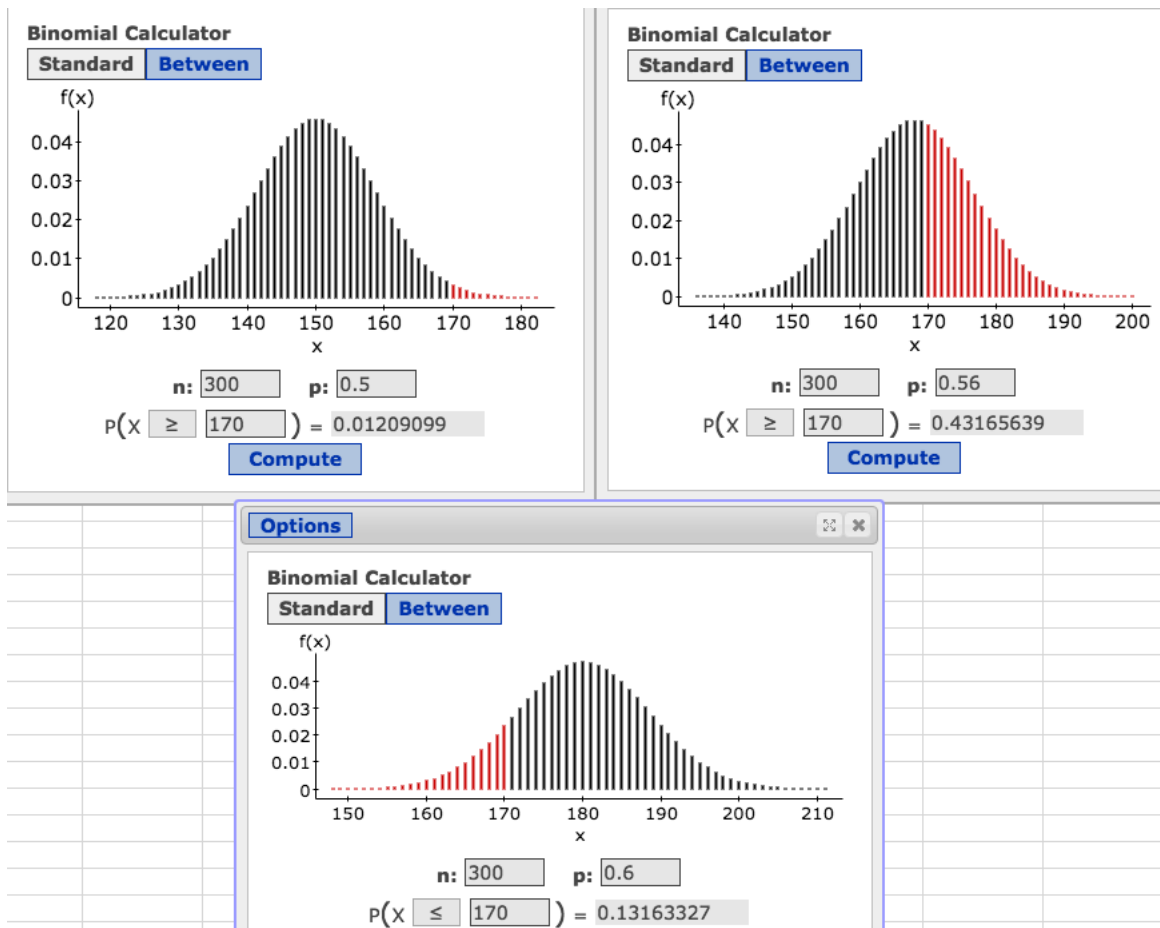 Binomial Calculator
Standard Between
f(x)
0.04
0.03
0.02
0.01
0
120 130 140 150 160 170 180
x
n: 300 p: 0.5
P(X ≥ 170 ) = 0.01209099
Compute
Binomial Calculator
Standard Between
f(x)
0.04
0.03
0.02
0.01
0
140 150 160 170 180 190 200
x
n: 300 p: 0.56
P(X ≥ 170 ) = 0.43165639
Compute
Options
Binomial Calculator
Standard Between
f(x)
0.04
0.03
0.02
0.01
0
150 160 170 180 190 200 210
x
n: 300 p: 0.6
P(X ≤ 170 ) = 0.13163327